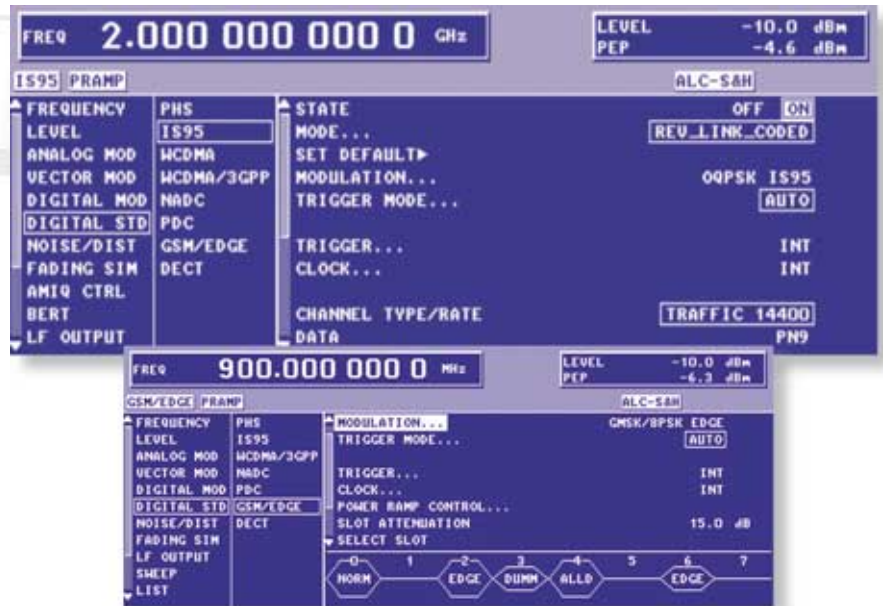 FREQ 2.000 000 000 0 GHz LEVEL -10.0 dBm
PEP -4.6 dBm
IS95 PRAMP ALC-S&H
FREQUENCY PHS STATE OFF ON
LEVEL IS95 MODE... REV_LINK_CODED
ANALOG MOD WCDMA SET DEFAULT▶
VECTOR MOD WCDMA/3GPP MODULATION... OQPSK IS95
DIGITAL MOD NADC TRIGGER MODE... AUTO
DIGITAL STD PDC
NOISE/DIST GSM/EDGE TRIGGER... INT
FADING SIM DECT CLOCK... INT
AMIQ CTRL
BERT CHANNEL TYPE/RATE TRAFFIC 14400
LF OUTPUT DATA PN9
FREQ 900.000 000 0 MHz LEVEL -10.0 dBm
PEP -6.3 dBm
GSM/EDGE PRAMP ALC-S&H
FREQUENCY PHS MODULATION... GMSK/8PSK EDGE
LEVEL IS95 TRIGGER MODE... AUTO
ANALOG MOD WCDMA/3GPP
VECTOR MOD NADC TRIGGER... INT
DIGITAL MOD PDC CLOCK... INT
DIGITAL STD GSM/EDGE POWER RAMP CONTROL...
NOISE/DIST DECT SLOT ATTENUATION 15.0 dB
FADING SIM SELECT SLOT
LF OUTPUT 0 1 2 3 4 5 6 7
SWEEP NORM EDGE DUMM ALLD EDGE
LIST